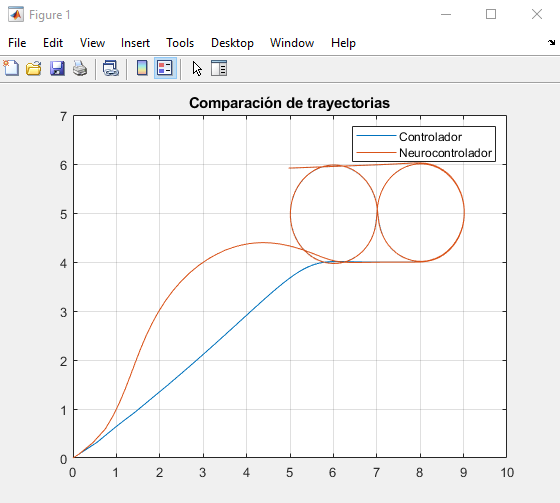 Figure 1
File Edit View Insert Tools Desktop Window Help
Comparación de trayectorias
Controlador
Neurocontrolador
7
6
5
4
3
2
1
0
0 1 2 3 4 5 6 7 8 9 10